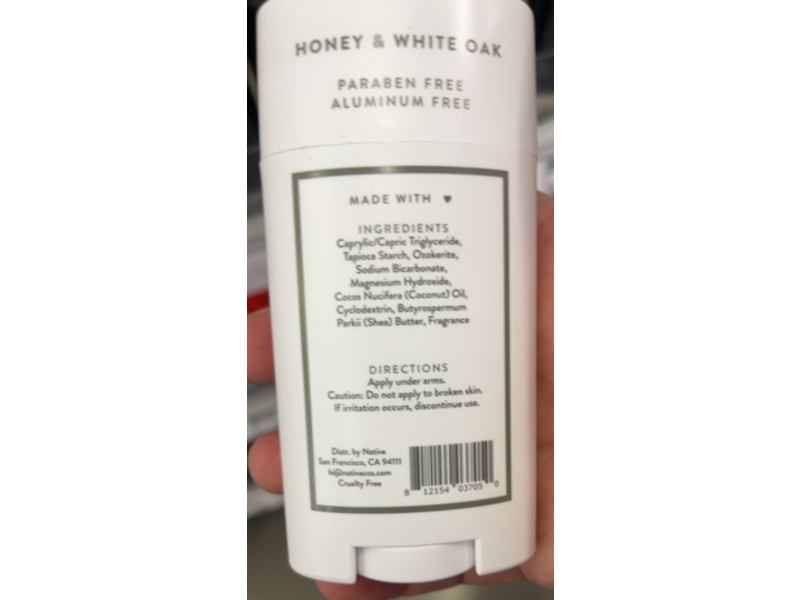 HONEY & WHITE OAK
PARABEN FREE
ALUMINUM FREE
MADE WITH ♥
INGREDIENTS
Caprylic/Capric Triglyceride,
Tapioca Starch, Ozokerite,
Sodium Bicarbonate,
Magnesium Hydroxide,
Cocos Nucifera (Coconut) Oil,
Cyclodextrin, Butyrospermum
Parkii (Shea) Butter, Fragrance
DIRECTIONS
Apply under arms.
Caution: Do not apply to broken skin.
If irritation occurs, discontinue use.
Distr. by Native
San Francisco, CA 94111
hi@nativecos.com
Cruelty Free
8 12154 03705 0